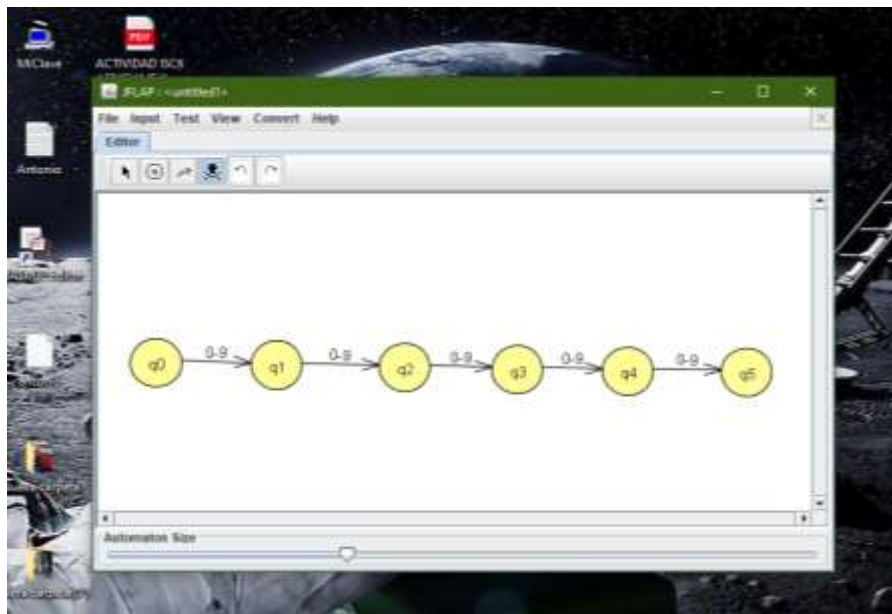 MiClave
ACTIVIDAD ISC6
JFLAP : <untitled1>
File Input Test View Convert Help
Editor
Antonio
q0 0-9 q1 0-9 q2 0-9 q3 0-9 q4 0-9 q5
Automaton Size